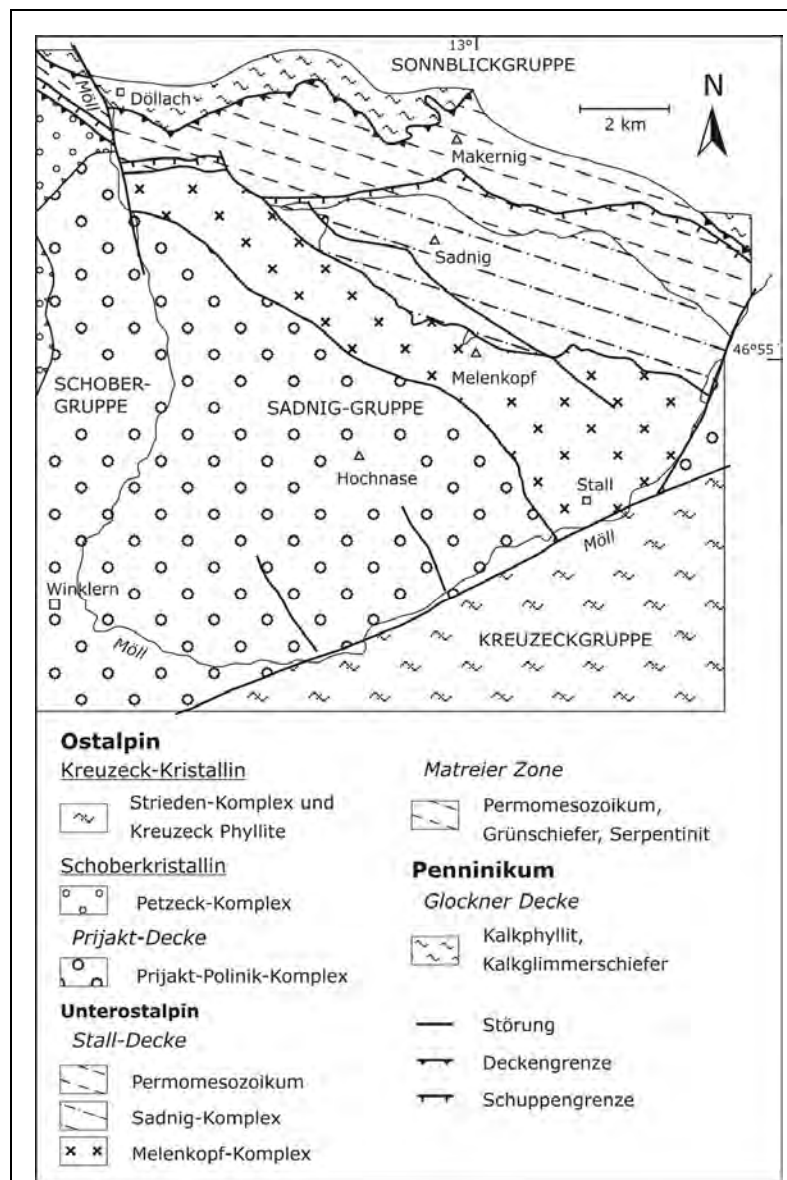 13°
SONNBLICKGRUPPE
Möll
Döllach
N
2 km
Makernig
Sadnig
46°55
Melenkopf
SCHOBER-
GRUPPE
SADNIG-GRUPPE
Hochnase
Stall
Möll
Winklern
Möll
KREUZECKGRUPPE
Ostalpin
Kreuzeck-Kristallin
Strieden-Komplex und
Kreuzeck Phyllite
Schoberkristallin
Petzeck-Komplex
Prijakt-Decke
Prijakt-Polinik-Komplex
Unterostalpin
Stall-Decke
Permomesozoikum
Sadnig-Komplex
Melenkopf-Komplex
Matreier Zone
Permomesozoikum,
Grünschiefer, Serpentinit
Penninikum
Glockner Decke
Kalkphyllit,
Kalkglimmerschiefer
Störung
Deckengrenze
Schuppengrenze